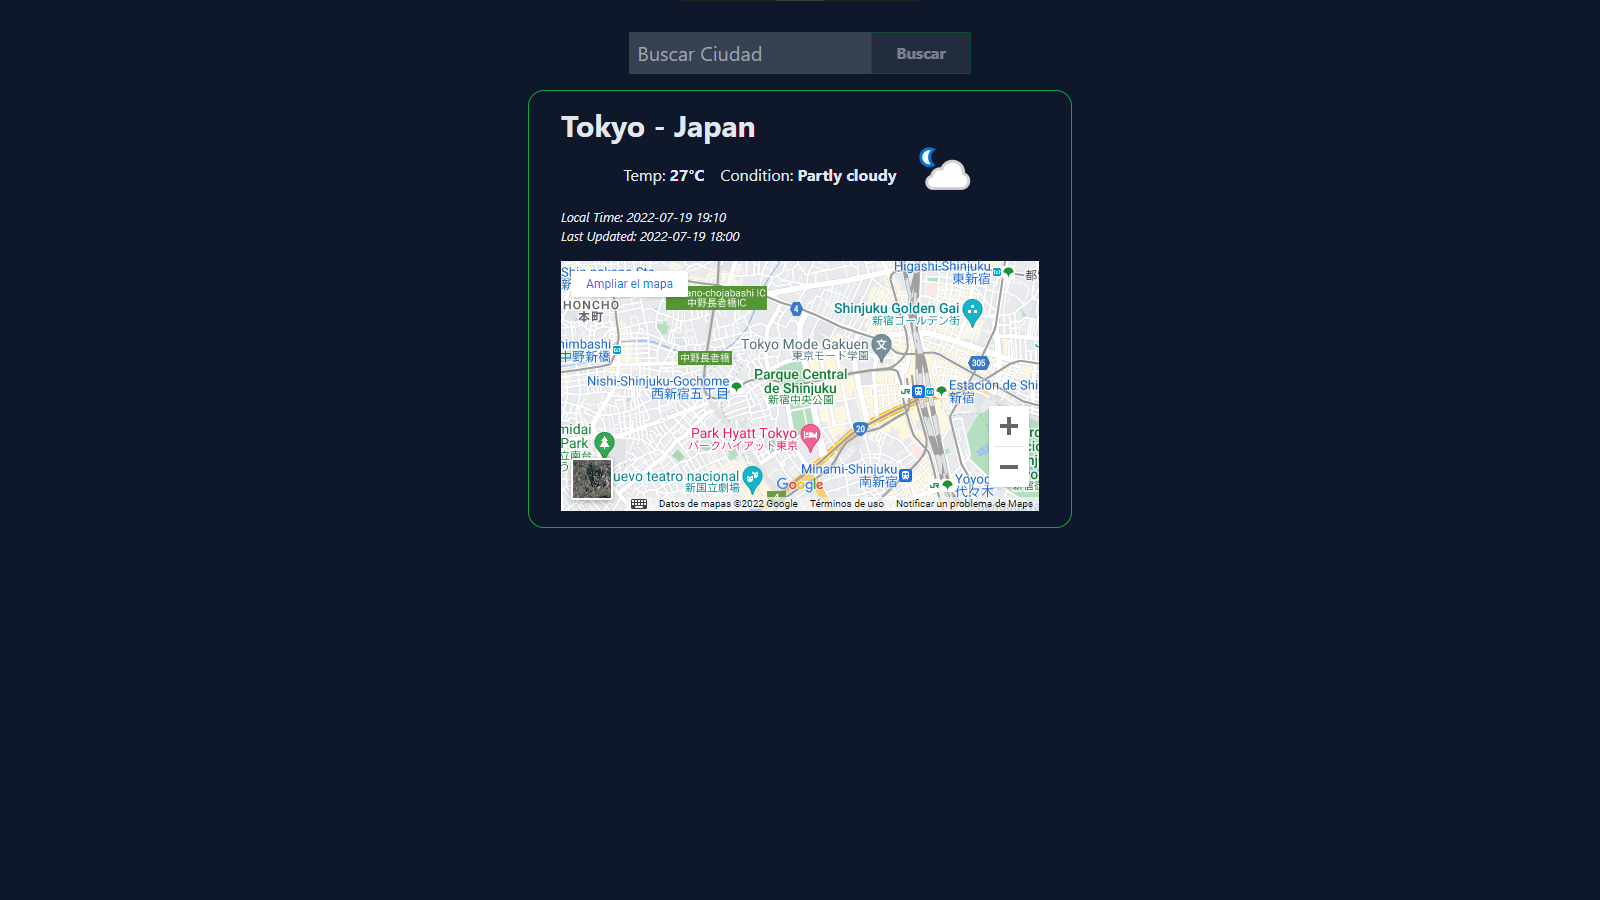 Buscar Ciudad
Buscar
Tokyo - Japan
Temp: 27°C Condition: Partly cloudy
Local Time: 2022-07-19 19:10
Last Updated: 2022-07-19 18:00
Ampliar el mapa
ano-chojabashi IC
中野長者橋IC
HONCHO
本町
Higashi-Shinjuku
東新宿
4
Shinjuku Golden Gai
新宿ゴールデン街
himbashi
中野新橋
中野長者橋
Tokyo Mode Gakuen
東京モード学園
305
Parque Central
de Shinjuku
新宿中央公園
Nishi-Shinjuku-Gochome
西新宿五丁目
JR
Estación de Shi
新宿
20
midai
Park
立南台
Park Hyatt Tokyo
パークハイアット東京
Minami-Shinjuku
南新宿
uevo teatro nacional
新国立劇場
JR
Yoyog
代々木
Google
Datos de mapas ©2022 Google
Términos de uso
Notificar un problema de Maps